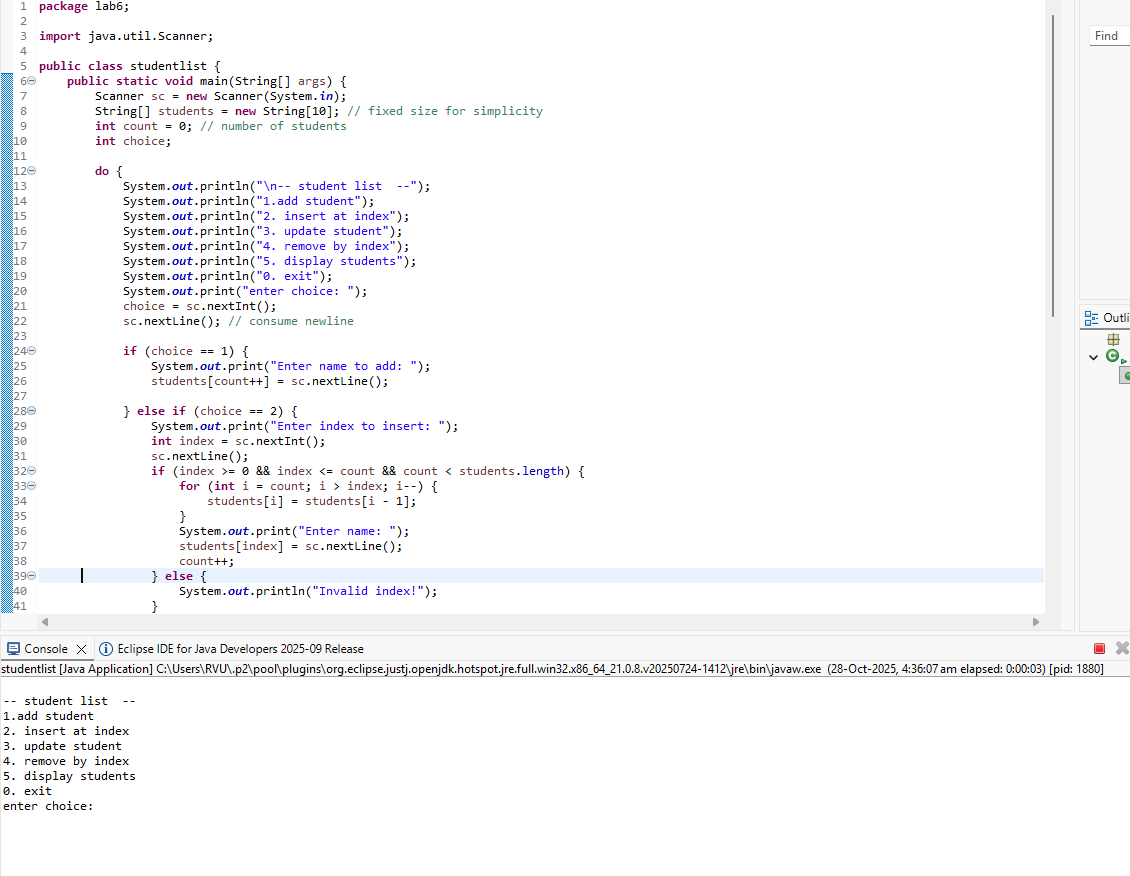 1 package lab6;
2
3 import java.util.Scanner;
4
5 public class studentlist {
6 public static void main(String[] args) {
7 Scanner sc = new Scanner(System.in);
8 String[] students = new String[10]; // fixed size for simplicity
9 int count = 0; // number of students
10 int choice;
11
12 do {
13 System.out.println("\n-- student list  --");
14 System.out.println("1.add student");
15 System.out.println("2. insert at index");
16 System.out.println("3. update student");
17 System.out.println("4. remove by index");
18 System.out.println("5. display students");
19 System.out.println("0. exit");
20 System.out.print("enter choice: ");
21 choice = sc.nextInt();
22 sc.nextLine(); // consume newline
23
24 if (choice == 1) {
25 System.out.print("Enter name to add: ");
26 students[count++] = sc.nextLine();
27
28 } else if (choice == 2) {
29 System.out.print("Enter index to insert: ");
30 int index = sc.nextInt();
31 sc.nextLine();
32 if (index >= 0 && index <= count && count < students.length) {
33 for (int i = count; i > index; i--) {
34 students[i] = students[i - 1];
35 }
36 System.out.print("Enter name: ");
37 students[index] = sc.nextLine();
38 count++;
39 } else {
40 System.out.println("Invalid index!");
41 }
Find
Outli
Console
Eclipse IDE for Java Developers 2025-09 Release
studentlist [Java Application] C:\Users\RVU\.p2\pool\plugins\org.eclipse.justj.openjdk.hotspot.jre.full.win32.x86_64_21.0.8.v20250724-1412\jre\bin\javaw.exe (28-Oct-2025, 4:36:07 am elapsed: 0:00:03) [pid: 1880]
-- student list  --
1.add student
2. insert at index
3. update student
4. remove by index
5. display students
0. exit
enter choice: